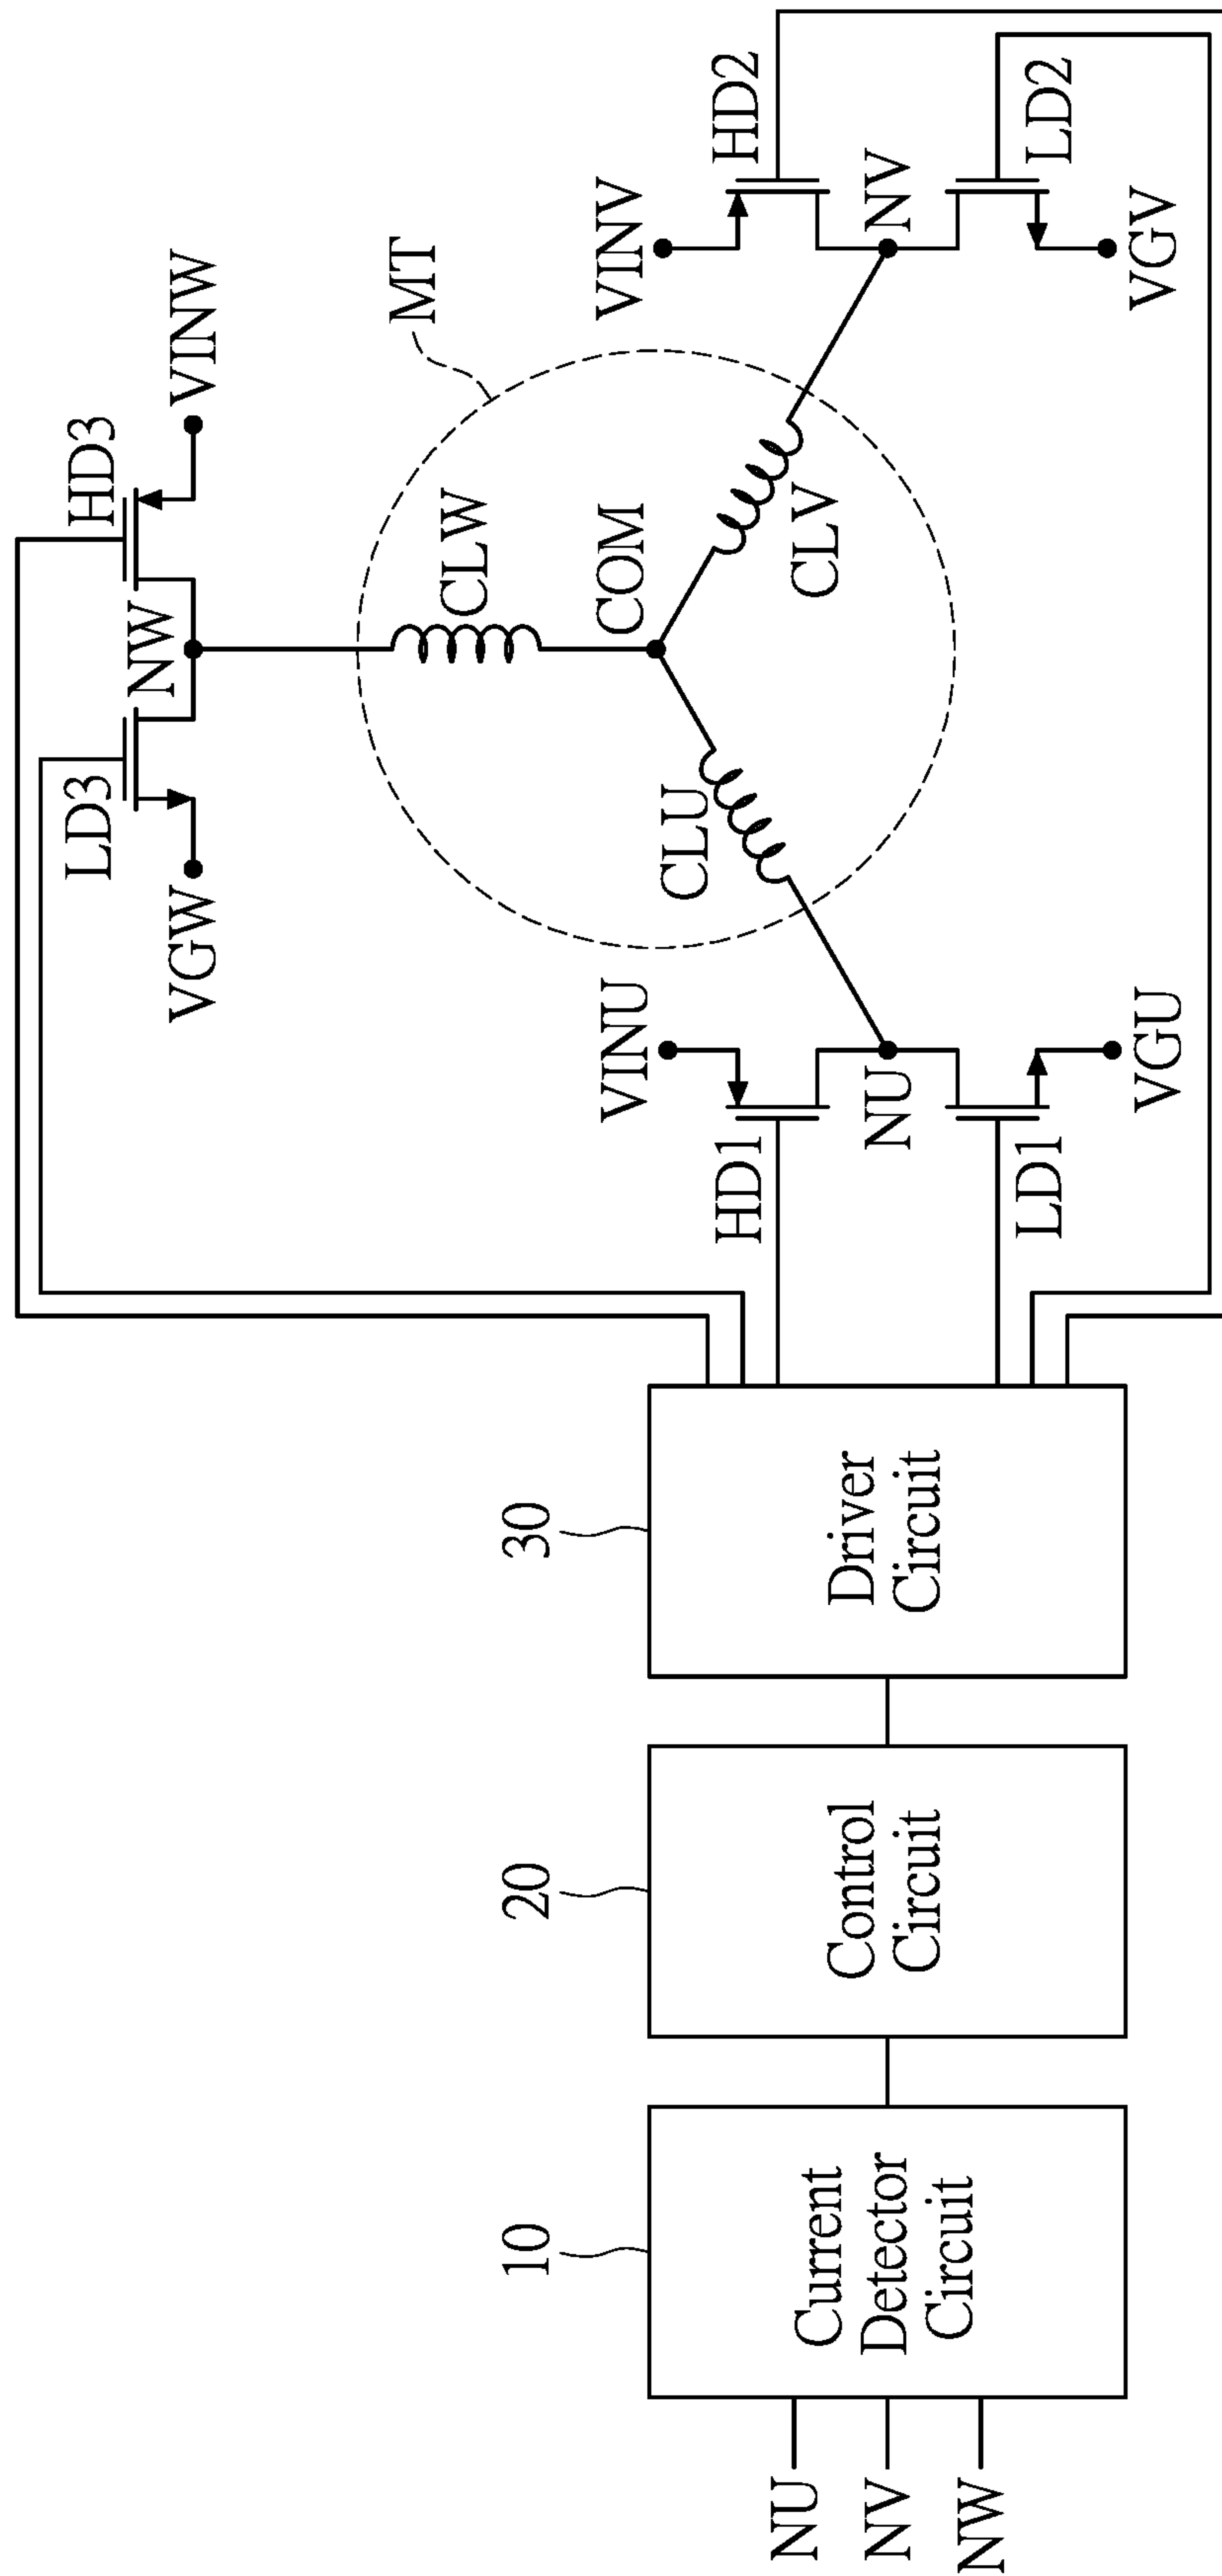 NU
NV
NW
10
Current
Detector
Circuit
20
Control
Circuit
30
Driver
Circuit
HD1
LD1
VINU
NU
VGU
LD3
HD3
VGW
NW
VINW
MT
CLW
COM
CLU
CLV
VINV
HD2
NV
LD2
VGV